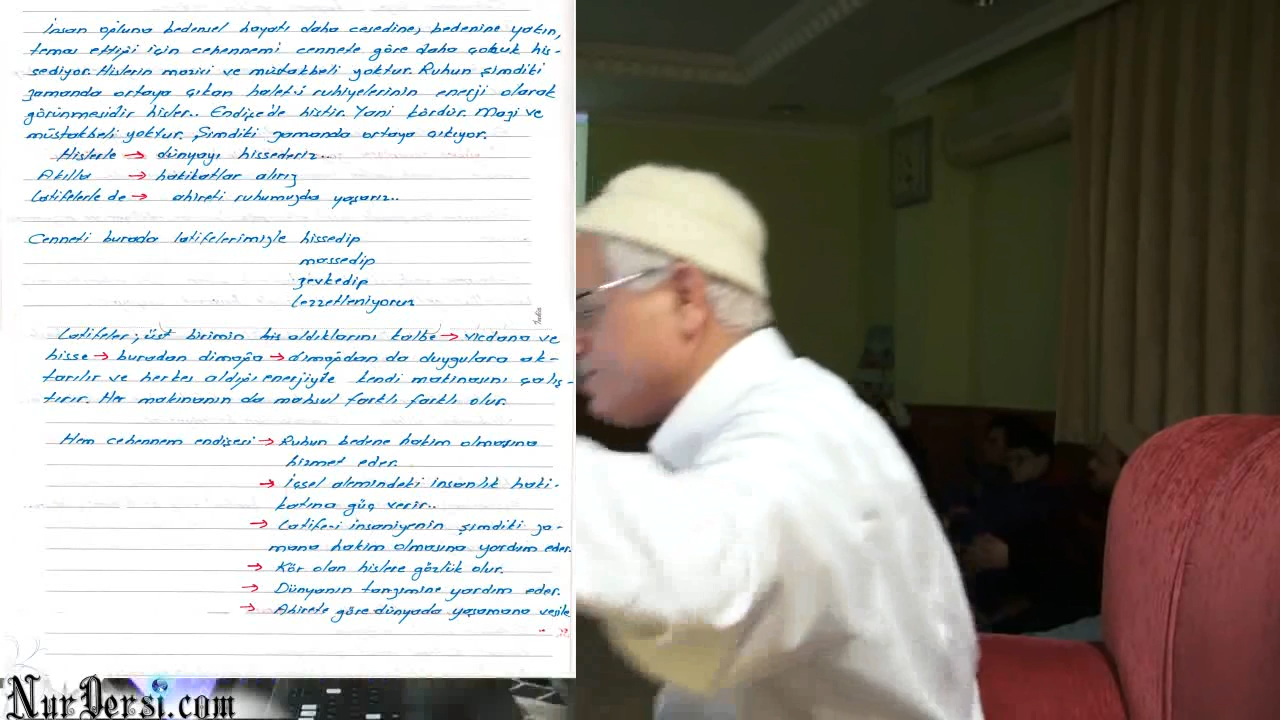 İnsan oğluna bedensel hayatı daha cesedine, bedenine yakın,
temas ettiği için cehennemi cennete göre daha çabuk his-
sediyor. Hislerin mazisi ve müstakbeli yoktur. Ruhun şimdiki
zamanda ortaya çıkan haleti ruhiyelerinin enerji olarak
görünmesidir hisler.. Endişe'de histir. Yani kördür. Mazi ve
müstakbeli yoktur. Şimdiki zamanda ortaya çıkıyor.
Hislerle → dünyayı hissederiz..
Akılla → hakikatlar alırız
Latifelerle de → ahireti ruhumuzda yaşarız..
Cenneti burada latifelerimizle hissedip
massedip
zevkedip
lezzetleniyoruz
Latifeler; üst birimin his aldıklarını kalbe → vicdana ve
hisse → buradan dimağa → dimağdan da duygulara ak-
tarılır ve herkes aldığı enerjiyle kendi makinasını çalış-
tırır. Her makinanın da mahsul farklı farklı olur.
Hem cehennem endişesi → Ruhun bedene hakim olmasına
hizmet eder.
→ İçsel alemindeki insanlık haki-
katına güç verir..
→ Latife-i insaniyenin şimdiki za-
mana hakim olmasına yardım eder.
→ Kör olan hislere gözlük olur.
→ Dünyanın tanzimine yardım eder.
→ Ahirete göre dünyada yaşamana vesile
NurDersi.com